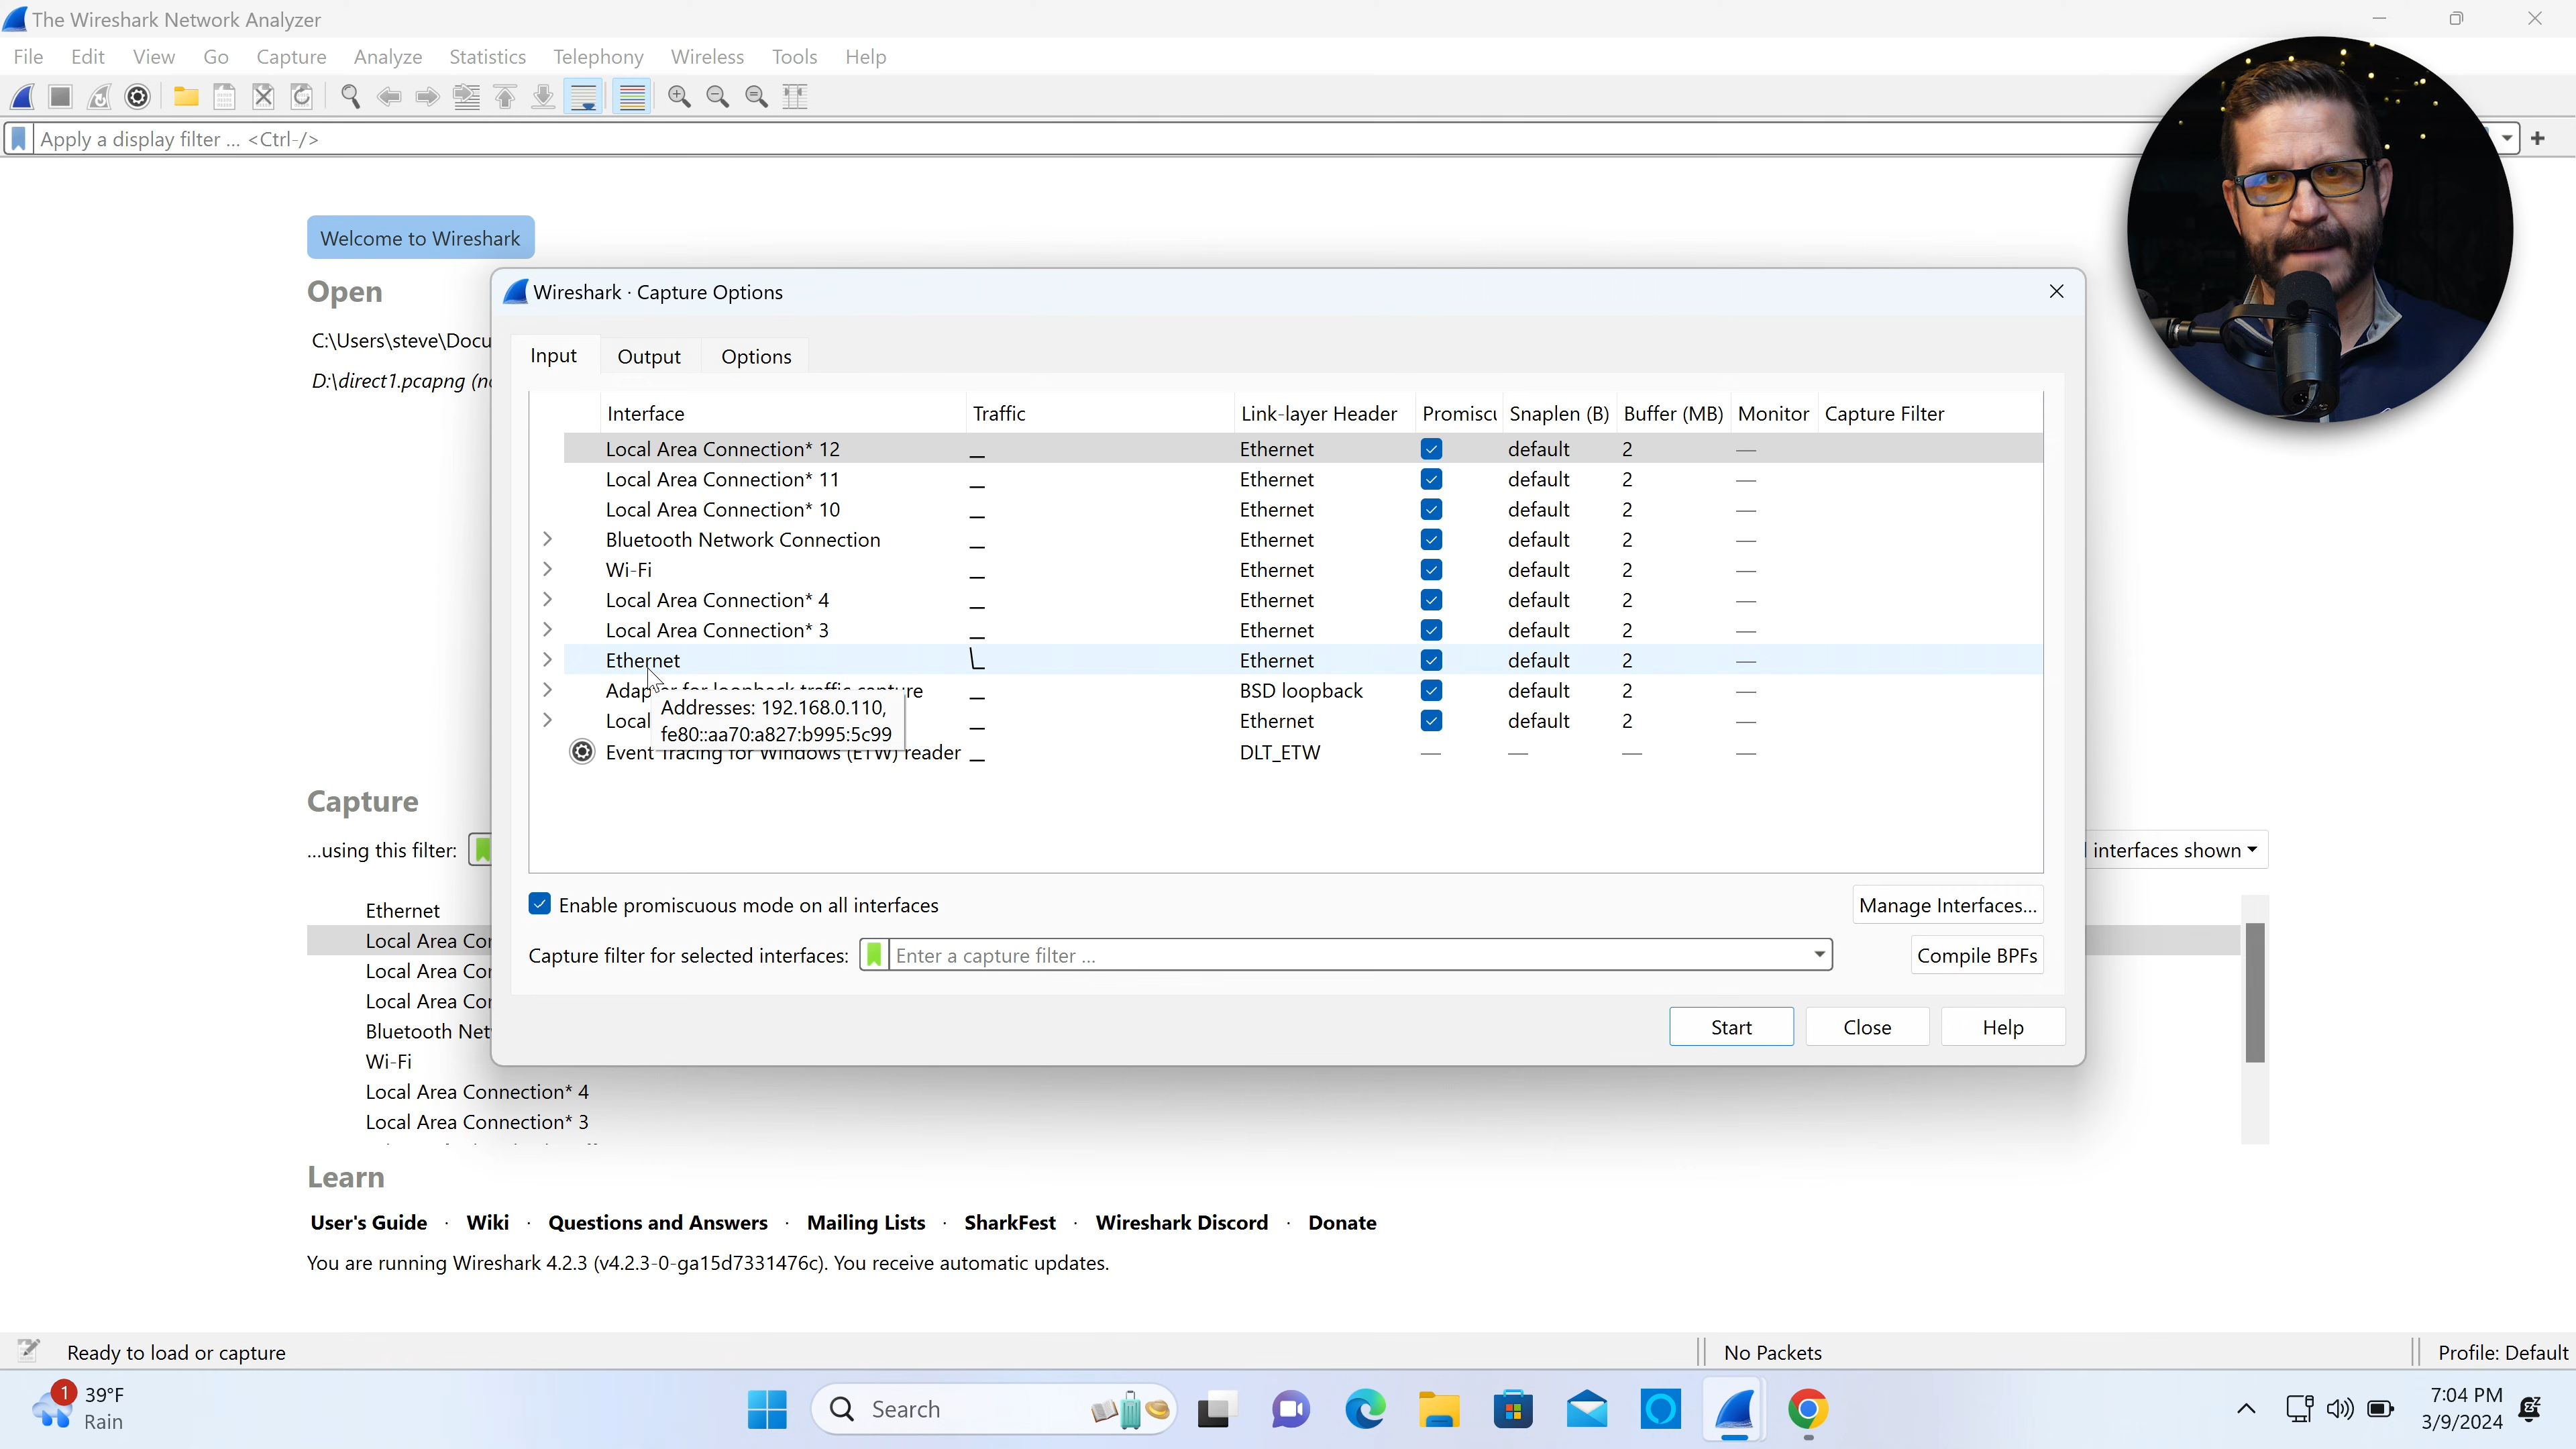 The Wireshark Network Analyzer
File Edit View Go Capture Analyze Statistics Telephony Wireless Tools Help
Apply a display filter ... <Ctrl-/>
Welcome to Wireshark
Open
C:\Users\steve\Docu
D:\direct1.pcapng (n
Wireshark · Capture Options
Input Output Options
Interface Traffic Link-layer Header Promiscu Snaplen (B) Buffer (MB) Monitor Capture Filter
Local Area Connection* 12 Ethernet default 2 —
Local Area Connection* 11 Ethernet default 2 —
Local Area Connection* 10 Ethernet default 2 —
Bluetooth Network Connection Ethernet default 2 —
Wi-Fi Ethernet default 2 —
Local Area Connection* 4 Ethernet default 2 —
Local Area Connection* 3 Ethernet default 2 —
Ethernet Ethernet default 2 —
Adapter for loopback traffic capture BSD loopback default 2 —
Addresses: 192.168.0.110,
fe80::aa70:a827:b995:5c99
Local Ethernet default 2 —
Event Tracing for Windows (ETW) reader DLT_ETW — — — —
Enable promiscuous mode on all interfaces Manage Interfaces...
Capture filter for selected interfaces: Enter a capture filter ... Compile BPFs
Start Close Help
Capture
...using this filter: interfaces shown
Ethernet
Local Area Cor
Local Area Co
Local Area Co
Bluetooth Net
Wi-Fi
Local Area Connection* 4
Local Area Connection* 3
Learn
User's Guide · Wiki · Questions and Answers · Mailing Lists · SharkFest · Wireshark Discord · Donate
You are running Wireshark 4.2.3 (v4.2.3-0-ga15d7331476c). You receive automatic updates.
Ready to load or capture No Packets Profile: Default
1 39°F
Rain
Search
7:04 PM
3/9/2024